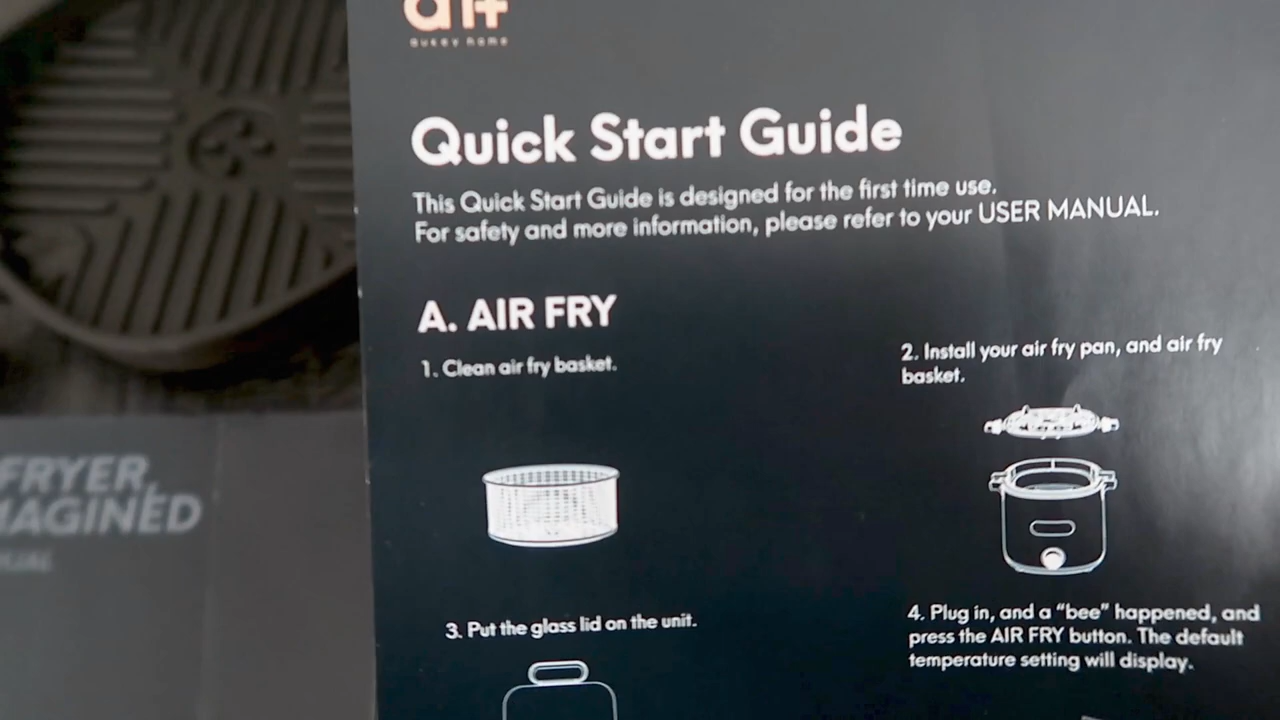 aukey home
Quick Start Guide
This Quick Start Guide is designed for the first time use.
For safety and more information, please refer to your USER MANUAL.
A. AIR FRY
1. Clean air fry basket.
2. Install your air fry pan, and air fry
basket.
3. Put the glass lid on the unit.
4. Plug in, and a “bee” happened, and
press the AIR FRY button. The default
temperature setting will display.
FRYER,